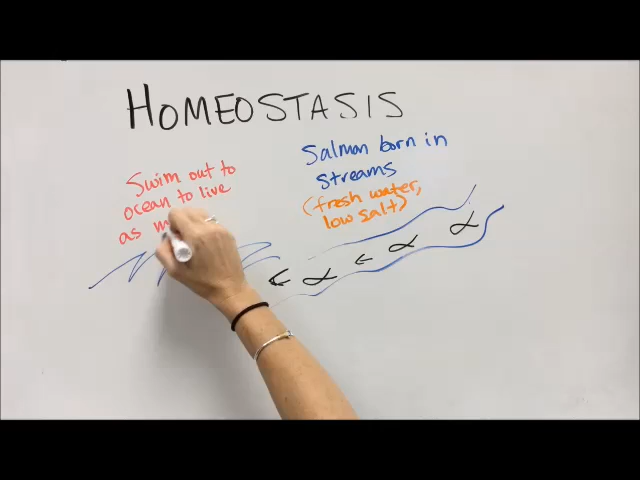 HOMEOSTASIS
Swim out to
ocean to live
as
Salmon born in
streams
(fresh water,
low salt)